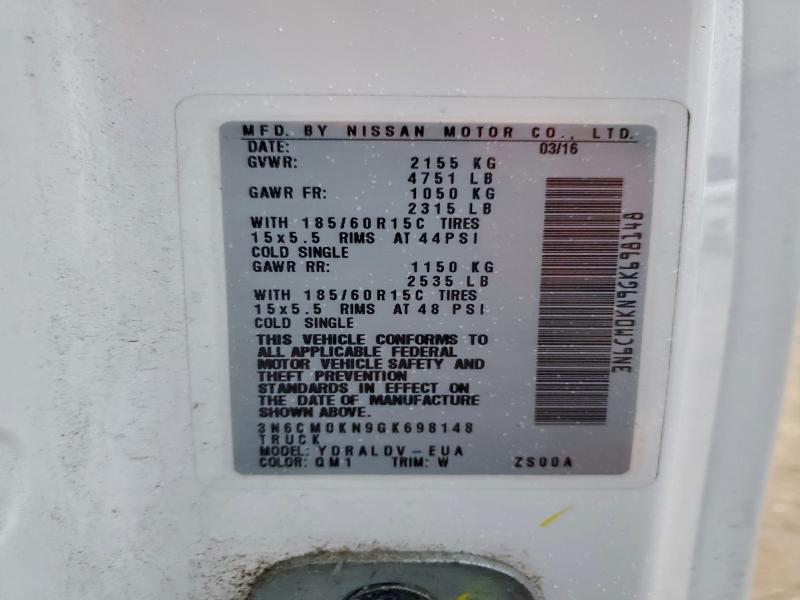 MFD. BY NISSAN MOTOR CO., LTD.
DATE: 03/16
GVWR: 2155 KG
4751 LB
GAWR FR: 1050 KG
2315 LB
WITH 185/60R15C TIRES
15x5.5 RIMS AT 44PSI
COLD SINGLE
GAWR RR: 1150 KG
2535 LB
WITH 185/60R15C TIRES
15x5.5 RIMS AT 48 PSI
COLD SINGLE
THIS VEHICLE CONFORMS TO
ALL APPLICABLE FEDERAL
MOTOR VEHICLE SAFETY AND
THEFT PREVENTION
STANDARDS IN EFFECT ON
THE DATE OF MANUFACTURE
SHOWN ABOVE.
3N6CM0KN9GK698148
TRUCK
MODEL: YDRALDV-EUA
COLOR: QM1 TRIM: W ZS00A
3N6CM0KN9GK698148